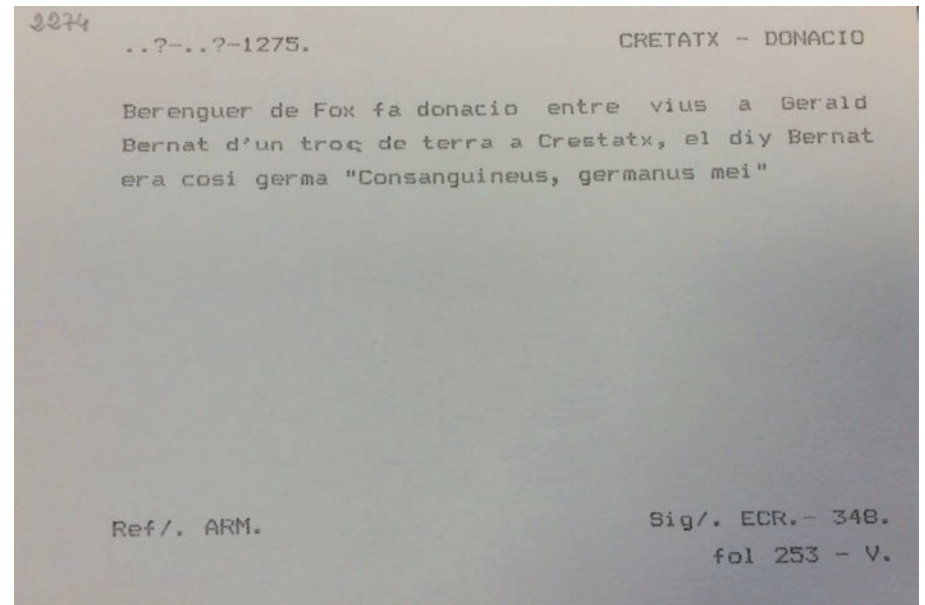 2274
..?-..?-1275. CRETATX - DONACIO
Berenguer de Fox fa donacio entre vius a Gerald
Bernat d'un troç de terra a Crestatx, el diy Bernat
era cosi germa "Consanguineus, germanus mei"
Ref/. ARM. Sig/. ECR.- 348.
fol 253 - V.